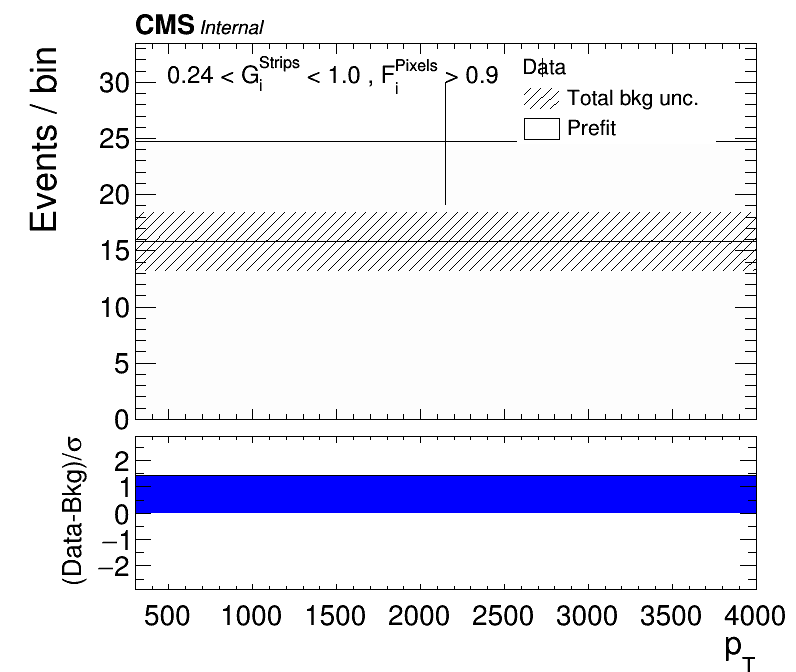 CMS Internal
0.24 < G_i^Strips < 1.0 , F_i^Pixels > 0.9
Data
Total bkg unc.
Prefit
Events / bin
30
25
20
15
10
5
0
(Data-Bkg)/σ
2
1
0
−1
−2
500 1000 1500 2000 2500 3000 3500 4000
p_T